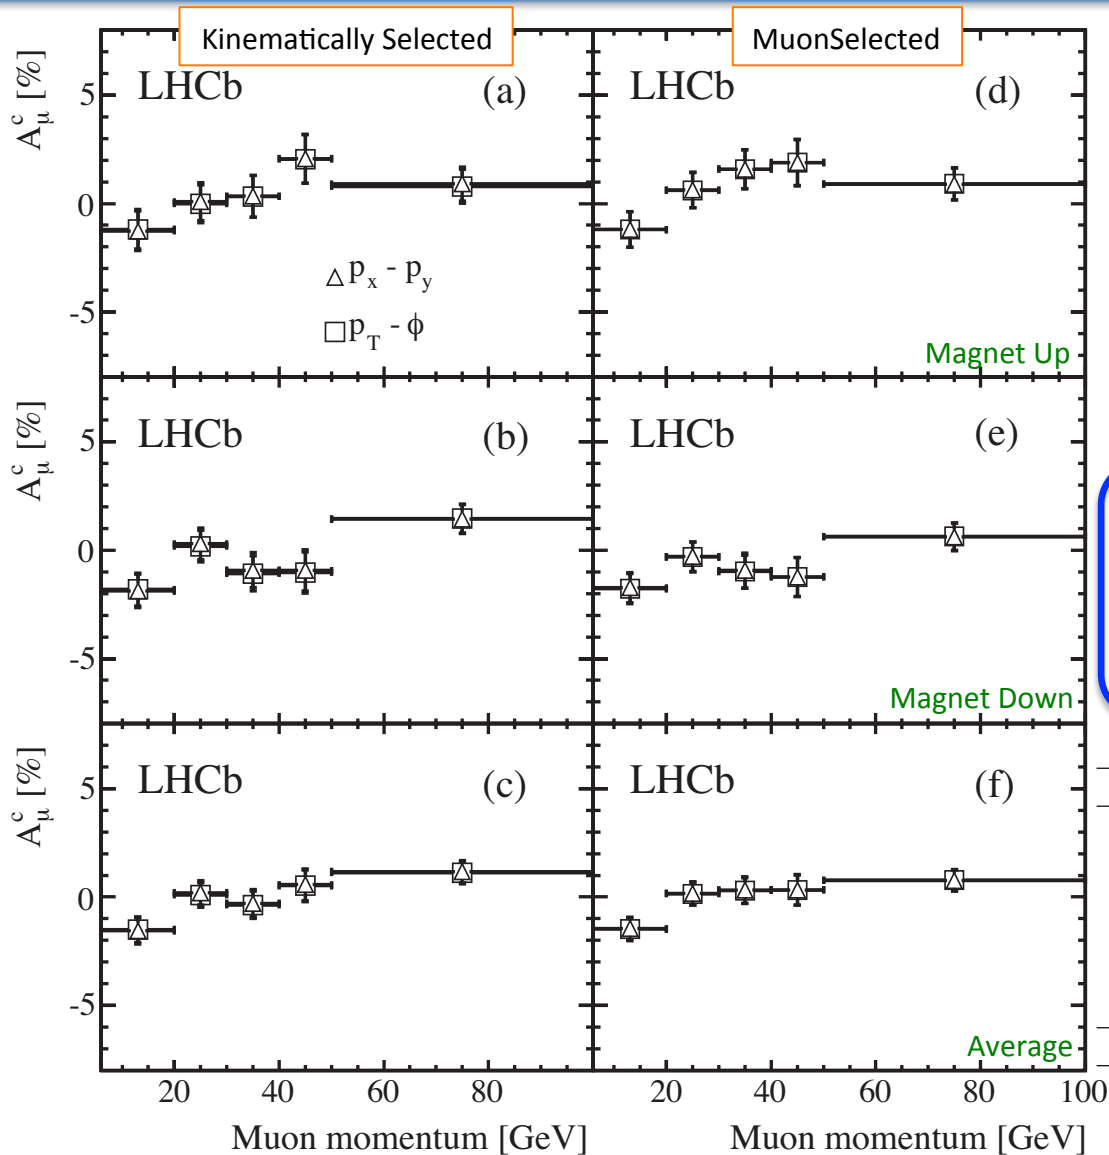 Kinematically Selected
MuonSelected
A_μ^c [%]
LHCb
(a)
LHCb
(d)
5
0
-5
△ p_x - p_y
□ p_T - ϕ
Magnet Up
A_μ^c [%]
LHCb
(b)
LHCb
(e)
5
0
-5
Magnet Down
A_μ^c [%]
LHCb
(c)
LHCb
(f)
5
0
-5
Average
20 40 60 80 20 40 60 80 100
Muon momentum [GeV] Muon momentum [GeV]